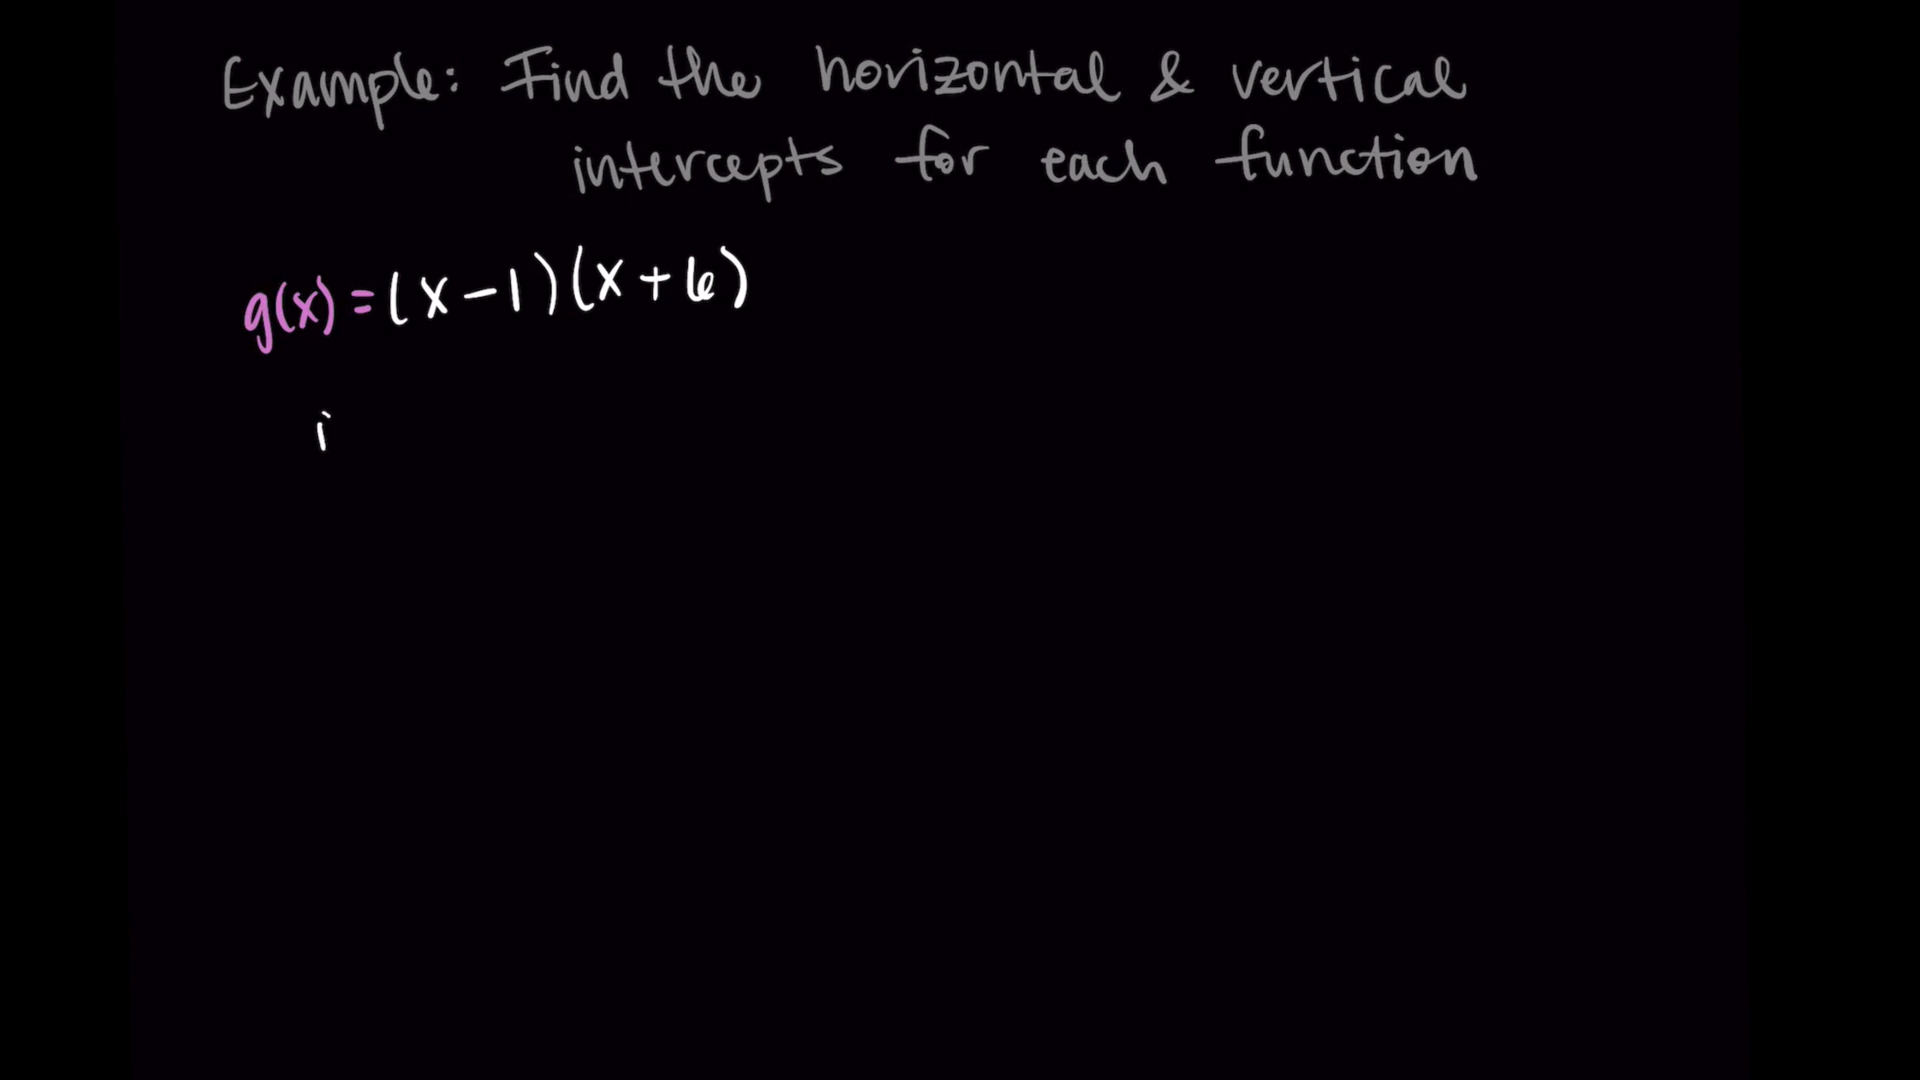 Example: Find the horizontal & vertical
intercepts for each function
g(x) = (x-1)(x+6)
i